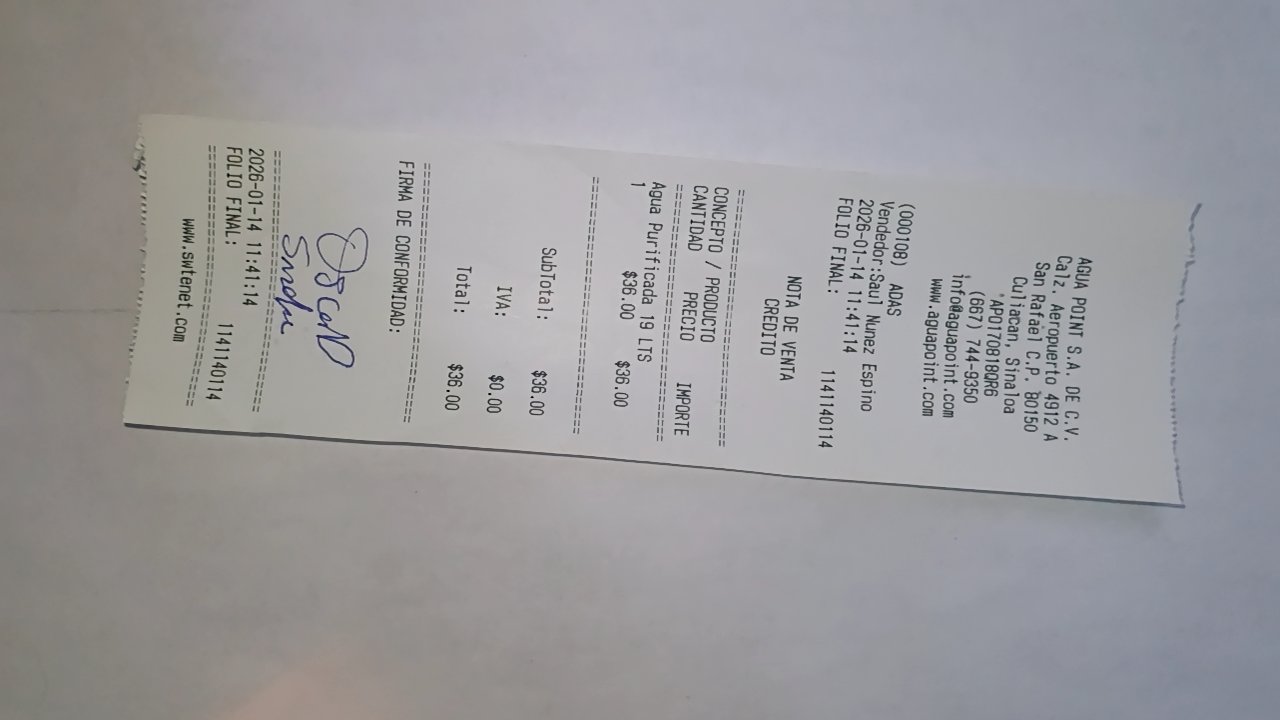 AGUA POINT S.A. DE C.V.
Calz. Aeropuerto 4912 A
San Rafael C.P. 80150
Culiacan, Sinaloa
'APO170818QR6
(667) 744-9350
info@aguapoint.com
www.aguapoint.com
(000108) ADAS
Vendedor:Saul Nunez Espino
2026-01-14 11:41:14
FOLIO FINAL: 1141140114
NOTA DE VENTA
CREDITO
CONCEPTO / PRODUCTO
CANTIDAD PRECIO IMPORTE
Agua Purificada 19 LTS
1 $36.00 $36.00
SubTotal: $36.00
IVA: $0.00
Total: $36.00
FIRMA DE CONFORMIDAD:
2026-01-14 11:41:14
FOLIO FINAL: 1141140114
www.swtenet.com